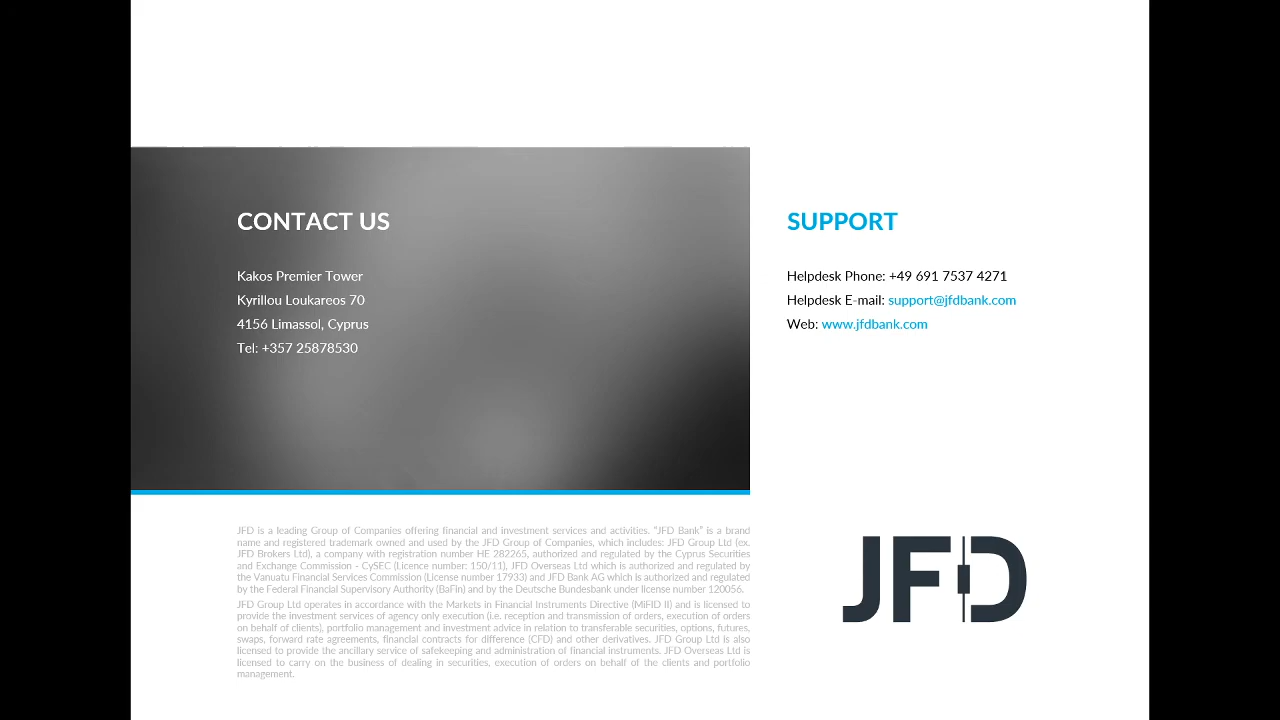 CONTACT US
Kakos Premier Tower
Kyrillou Loukareos 70
4156 Limassol, Cyprus
Tel: +357 25878530
SUPPORT
Helpdesk Phone: +49 691 7537 4271
Helpdesk E-mail: support@jfdbank.com
Web: www.jfdbank.com
JFD is a leading Group of Companies offering financial and investment services and activities. “JFD Bank” is a brand
name and registered trademark owned and used by the JFD Group of Companies, which includes: JFD Group Ltd (ex.
JFD Brokers Ltd), a company with registration number HE 282265, authorized and regulated by the Cyprus Securities
and Exchange Commission - CySEC (Licence number: 150/11), JFD Overseas Ltd which is authorized and regulated by
the Vanuatu Financial Services Commission (License number 17933) and JFD Bank AG which is authorized and regulated
by the Federal Financial Supervisory Authority (BaFin) and by the Deutsche Bundesbank under license number 120056.
JFD Group Ltd operates in accordance with the Markets in Financial Instruments Directive (MiFID II) and is licensed to
provide the investment services of agency only execution (i.e. reception and transmission of orders, execution of orders
on behalf of clients), portfolio management and investment advice in relation to transferable securities, options, futures,
swaps, forward rate agreements, financial contracts for difference (CFD) and other derivatives. JFD Group Ltd is also
licensed to provide the ancillary service of safekeeping and administration of financial instruments. JFD Overseas Ltd is
licensed to carry on the business of dealing in securities, execution of orders on behalf of the clients and portfolio
management.
JFD